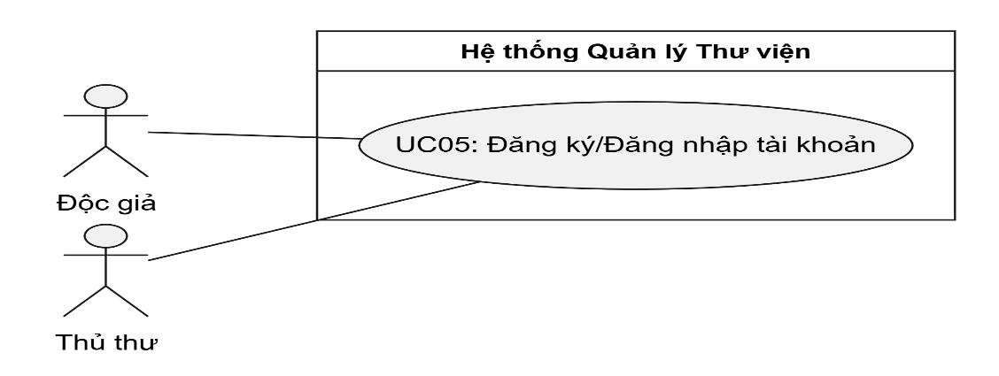 Hệ thống Quản lý Thư viện
UC05: Đăng ký/Đăng nhập tài khoản
Độc giả
Thủ thư